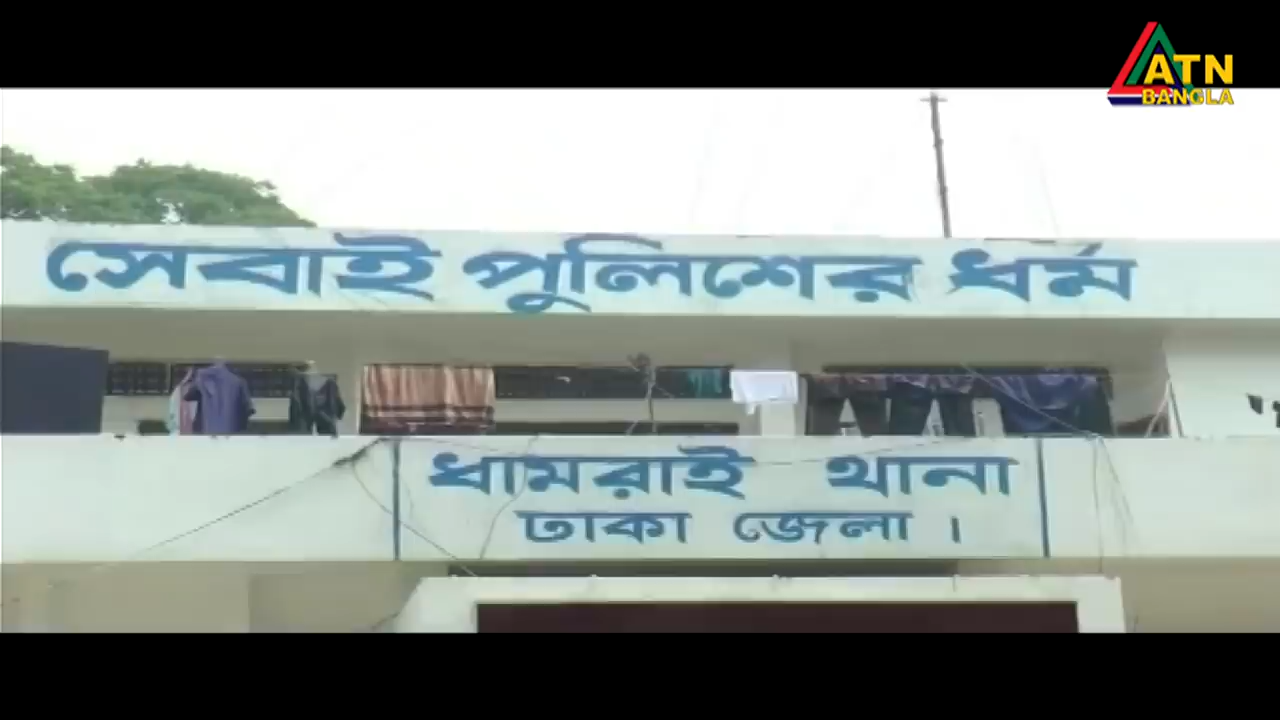 ATN
BANGLA
সেবাই পুলিশের ধর্ম
ধামরাই থানা
ঢাকা জেলা।